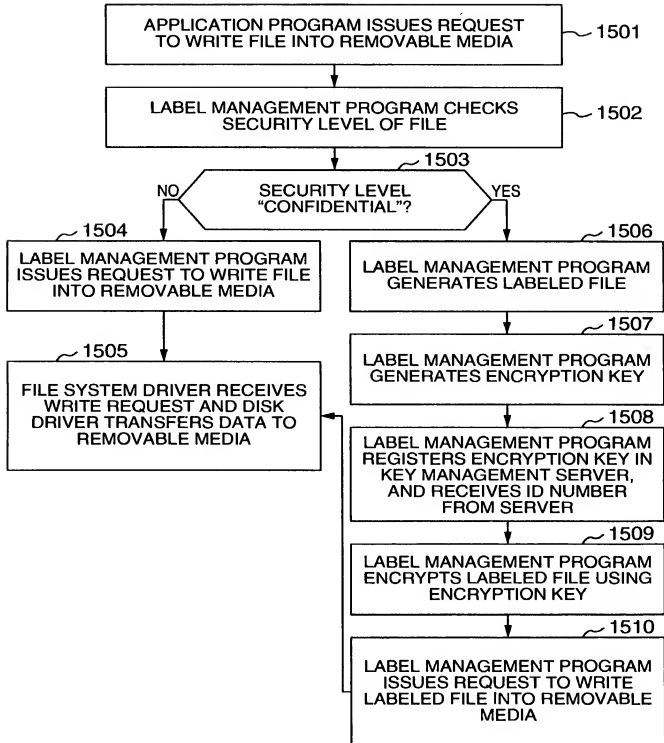 APPLICATION PROGRAM ISSUES REQUEST
TO WRITE FILE INTO REMOVABLE MEDIA
1501
LABEL MANAGEMENT PROGRAM CHECKS
SECURITY LEVEL OF FILE
1502
1503
SECURITY LEVEL
"CONFIDENTIAL"?
NO
YES
1504
LABEL MANAGEMENT PROGRAM
ISSUES REQUEST TO WRITE FILE
INTO REMOVABLE MEDIA
1505
FILE SYSTEM DRIVER RECEIVES
WRITE REQUEST AND DISK
DRIVER TRANSFERS DATA TO
REMOVABLE MEDIA
1506
LABEL MANAGEMENT PROGRAM
GENERATES LABELED FILE
1507
LABEL MANAGEMENT PROGRAM
GENERATES ENCRYPTION KEY
1508
LABEL MANAGEMENT PROGRAM
REGISTERS ENCRYPTION KEY IN
KEY MANAGEMENT SERVER,
AND RECEIVES ID NUMBER
FROM SERVER
1509
LABEL MANAGEMENT PROGRAM
ENCRYPTS LABELED FILE USING
ENCRYPTION KEY
1510
LABEL MANAGEMENT PROGRAM
ISSUES REQUEST TO WRITE
LABELED FILE INTO REMOVABLE
MEDIA